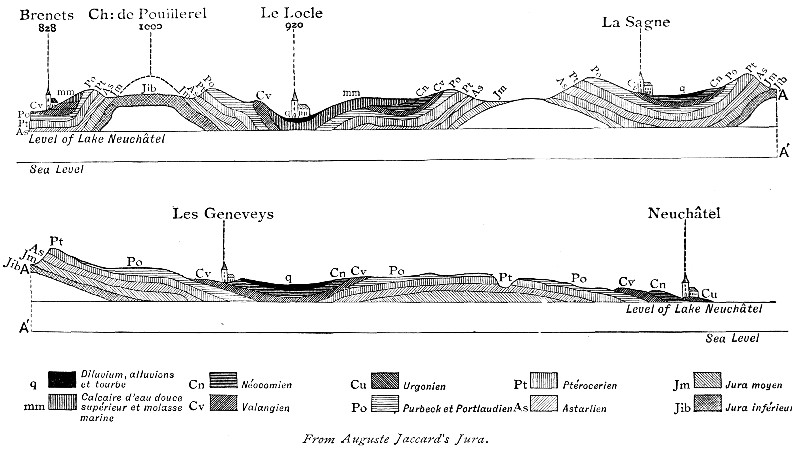 Brenets Ch: de Pouillerel Le Locle La Sagne
828 1000 920
Po Pt As m Jib Jm As Pt Po Cv mm Cn Cv Po Pt As Jm As Pt Po q Cn Po Pt As Jm Jib
mm Cv Po Pt As A
Level of Lake Neuchâtel
Sea Level A'
Les Geneveys Neuchâtel
Jib Jm As Pt Po Cv q Cn Cv Po Pt Po Cv Cn Cu
A
Level of Lake Neuchâtel
A' Sea Level
q Diluvium, alluvions et tourbe
Cn Néocomien
Cu Urgonien
Pt Ptérocerien
Jm Jura moyen
mm Calcaire d'eau douce supérieur et molasse marine
Cv Valangien
Po Purbeck et Portlandien
As Astartien
Jib Jura inférieur
From Auguste Jaccard's Jura.